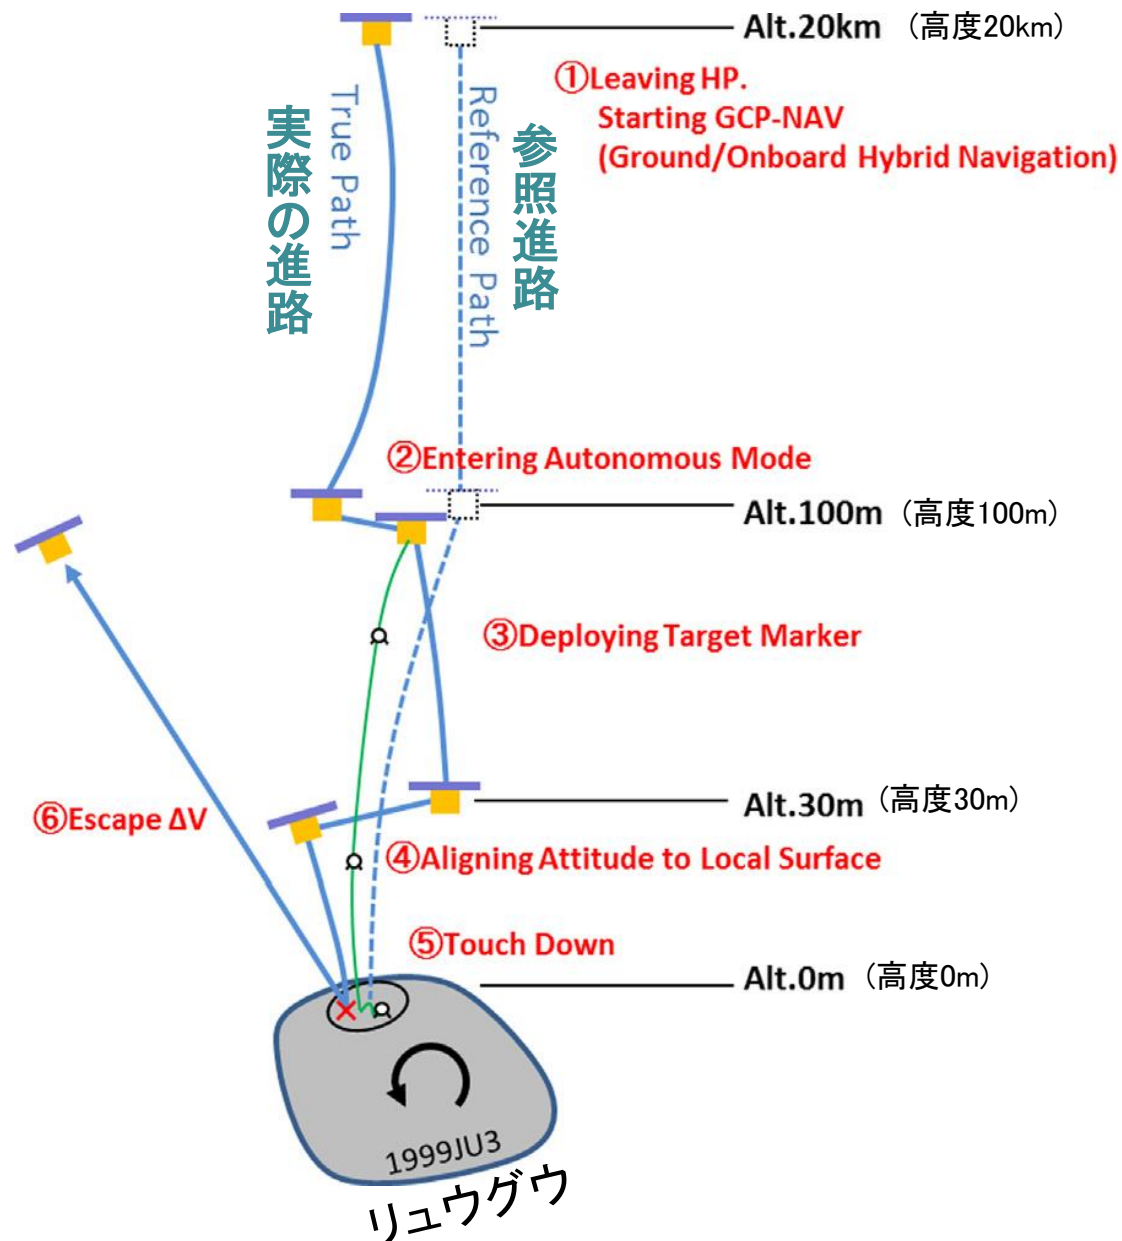 Alt.20km （高度20km）
①Leaving HP.
Starting GCP-NAV
(Ground/Onboard Hybrid Navigation)
実際の進路
True Path
Reference Path
参照進路
②Entering Autonomous Mode
Alt.100m （高度100m）
③Deploying Target Marker
Alt.30m （高度30m）
⑥Escape ΔV
④Aligning Attitude to Local Surface
⑤Touch Down
Alt.0m （高度0m）
1999JU3
リュウグウ